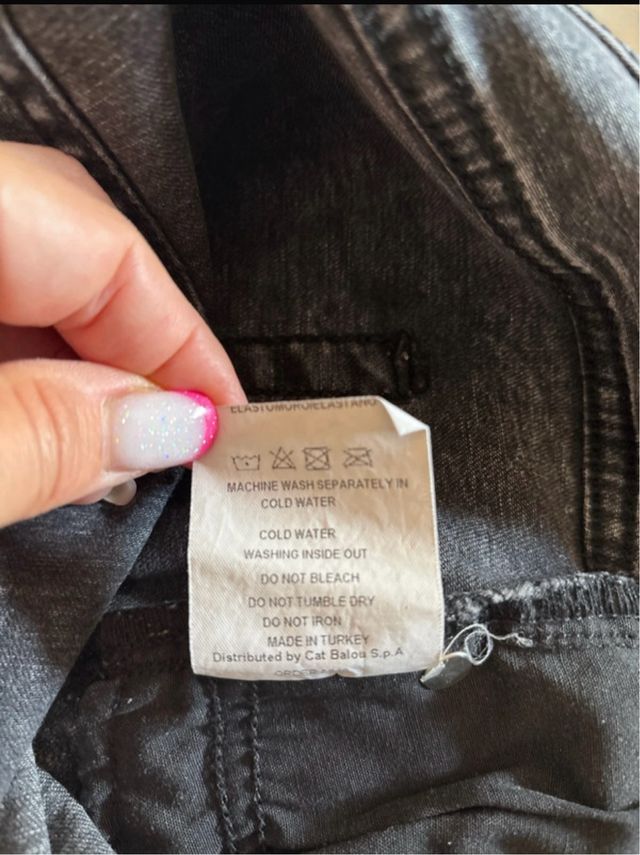 MACHINE WASH SEPARATELY IN
COLD WATER
COLD WATER
WASHING INSIDE OUT
DO NOT BLEACH
DO NOT TUMBLE DRY
DO NOT IRON
MADE IN TURKEY
Distributed by Cat Balou S.p.A